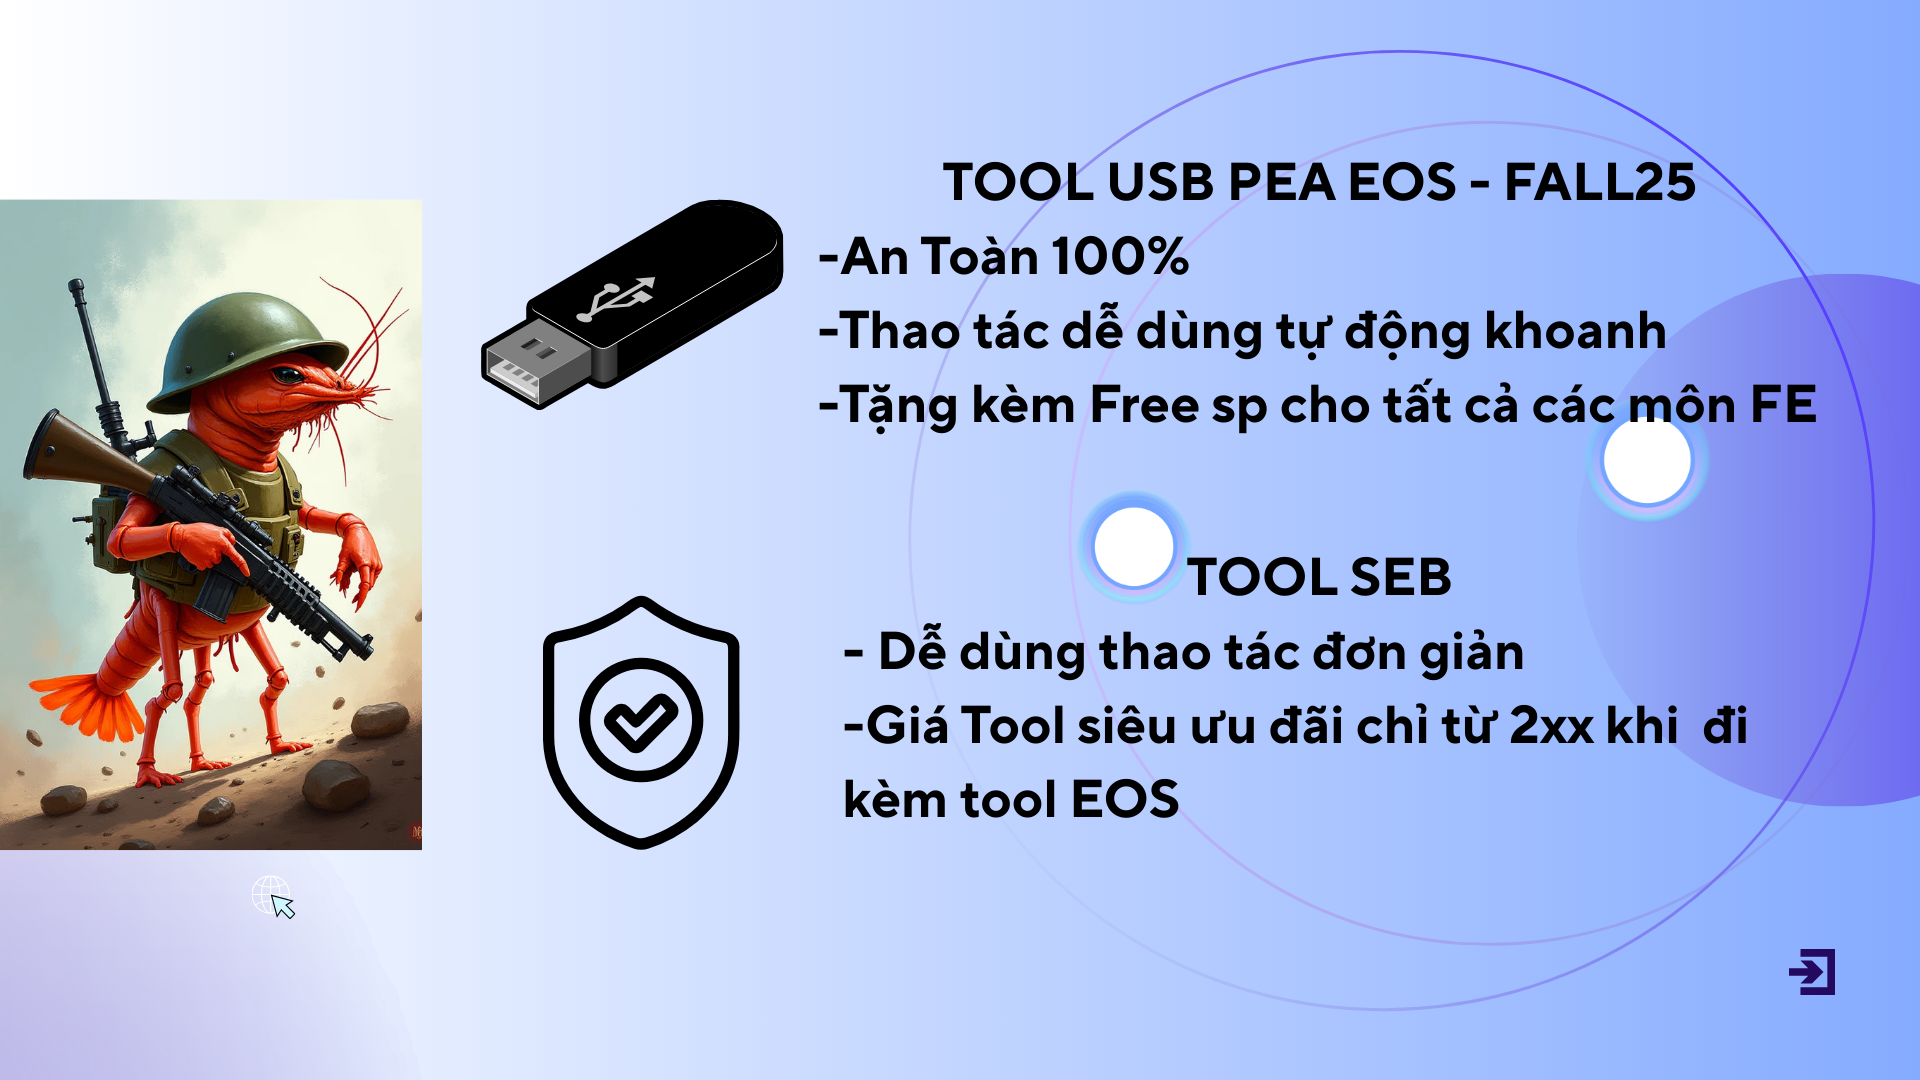 TOOL USB PEA EOS - FALL25
-An Toàn 100%
-Thao tác dễ dùng tự động khoanh
-Tặng kèm Free sp cho tất cả các môn FE
TOOL SEB
- Dễ dùng thao tác đơn giản
-Giá Tool siêu ưu đãi chỉ từ 2xx khi  đi
kèm tool EOS